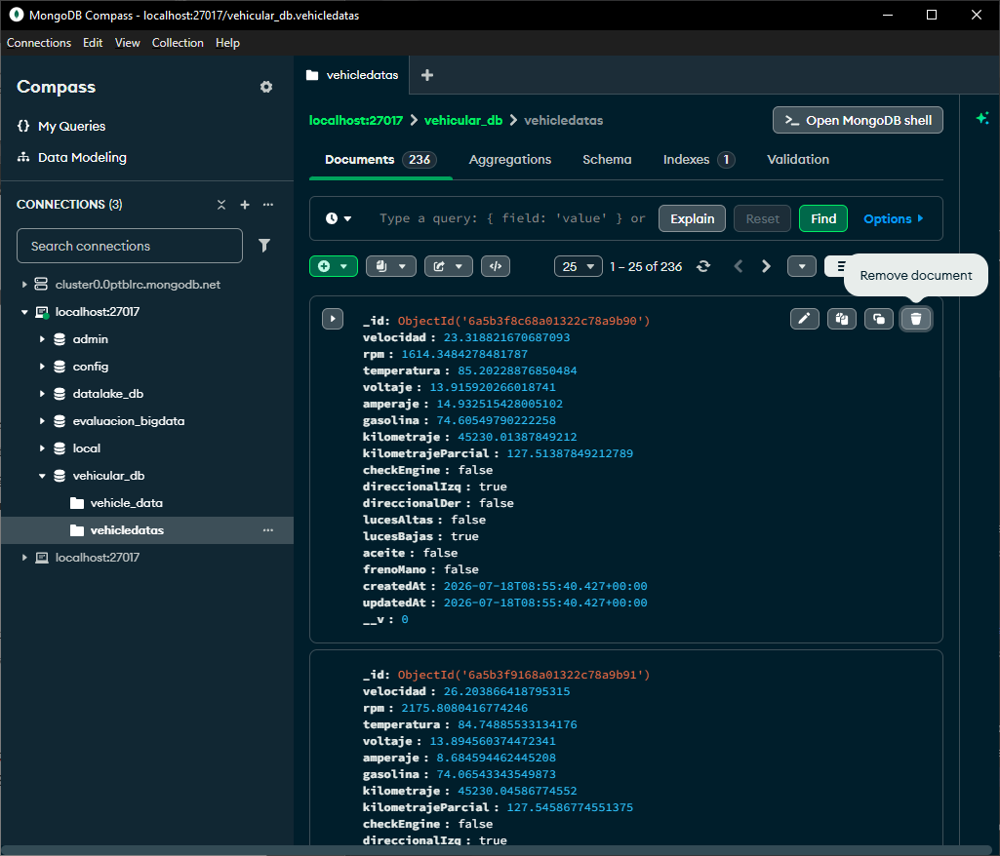 MongoDB Compass - localhost:27017/vehicular_db.vehicledatas
Connections Edit View Collection Help
Compass
{} My Queries
Data Modeling
CONNECTIONS (3)
Search connections
cluster0.0ptblrc.mongodb.net
localhost:27017
admin
config
datalake_db
evaluacion_bigdata
local
vehicular_db
vehicle_data
vehicledatas
localhost:27017
vehicledatas
localhost:27017 > vehicular_db > vehicledatas
>_ Open MongoDB shell
Documents 236 Aggregations Schema Indexes 1 Validation
Type a query: { field: 'value' } or
Explain Reset Find Options
25 1 – 25 of 236
Remove document
_id: ObjectId('6a5b3f8c68a01322c78a9b90')
velocidad : 23.318821670687093
rpm : 1614.3484278481787
temperatura : 85.20228876850484
voltaje : 13.915920266018741
amperaje : 14.932515428005102
gasolina : 74.60549790222258
kilometraje : 45230.01387849212
kilometrajeParcial : 127.51387849212789
checkEngine : false
direccionalIzq : true
direccionalDer : false
lucesAltas : false
lucesBajas : true
aceite : false
frenoMano : false
createdAt : 2026-07-18T08:55:40.427+00:00
updatedAt : 2026-07-18T08:55:40.427+00:00
__v : 0
_id: ObjectId('6a5b3f9168a01322c78a9b91')
velocidad : 26.203866418795315
rpm : 2175.8080416774246
temperatura : 84.74885533134176
voltaje : 13.894560374472341
amperaje : 8.684594462445208
gasolina : 74.06543343549873
kilometraje : 45230.04586774552
kilometrajeParcial : 127.54586774551375
checkEngine : false
direccionalIzq : true